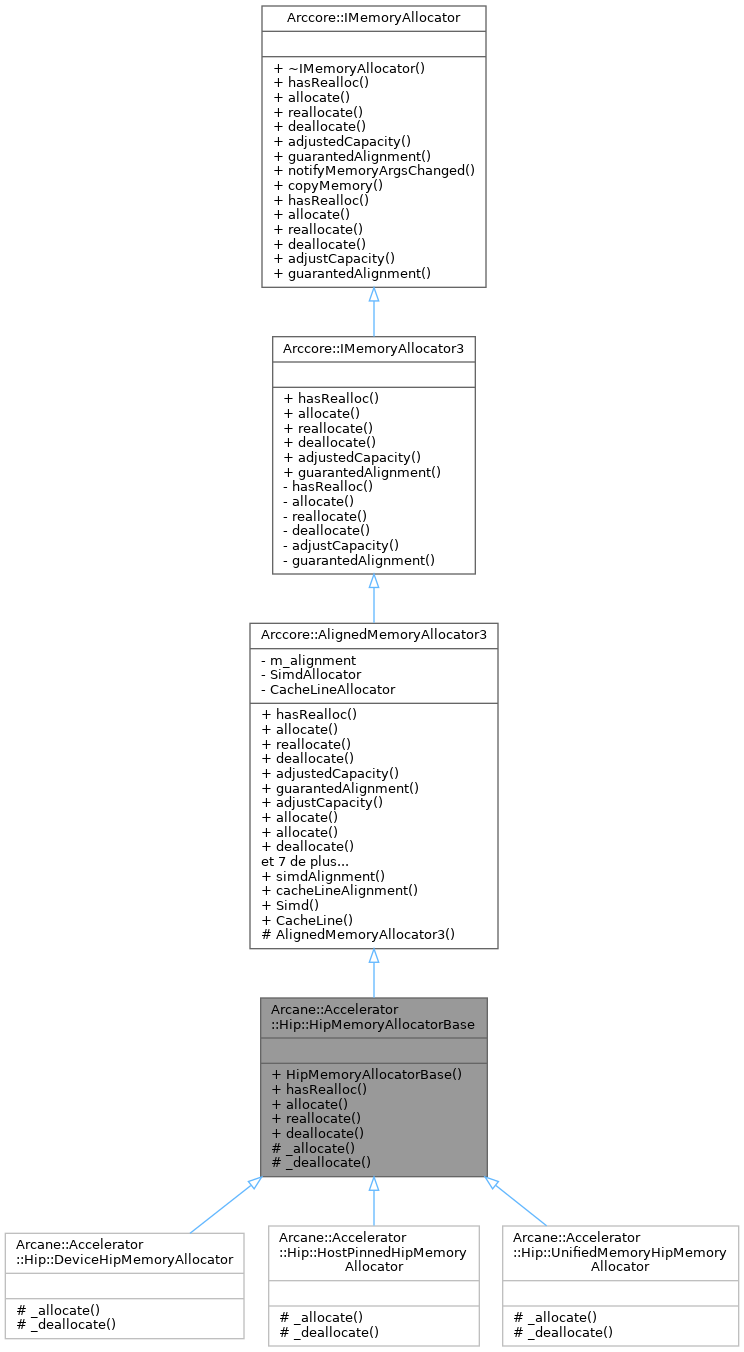 Arccore::IMemoryAllocator
+ ~IMemoryAllocator()
+ hasRealloc()
+ allocate()
+ reallocate()
+ deallocate()
+ adjustedCapacity()
+ guarantedAlignment()
+ notifyMemoryArgsChanged()
+ copyMemory()
+ hasRealloc()
+ allocate()
+ reallocate()
+ deallocate()
+ adjustCapacity()
+ guarantedAlignment()
Arccore::IMemoryAllocator3
+ hasRealloc()
+ allocate()
+ reallocate()
+ deallocate()
+ adjustedCapacity()
+ guarantedAlignment()
- hasRealloc()
- allocate()
- reallocate()
- deallocate()
- adjustCapacity()
- guarantedAlignment()
Arccore::AlignedMemoryAllocator3
- m_alignment
- SimdAllocator
- CacheLineAllocator
+ hasRealloc()
+ allocate()
+ reallocate()
+ deallocate()
+ adjustedCapacity()
+ guarantedAlignment()
+ adjustCapacity()
+ allocate()
+ allocate()
+ deallocate()
et 7 de plus...
+ simdAlignment()
+ cacheLineAlignment()
+ Simd()
+ CacheLine()
# AlignedMemoryAllocator3()
Arcane::Accelerator
::Hip::HipMemoryAllocatorBase
+ HipMemoryAllocatorBase()
+ hasRealloc()
+ allocate()
+ reallocate()
+ deallocate()
# _allocate()
# _deallocate()
Arcane::Accelerator
::Hip::DeviceHipMemoryAllocator
# _allocate()
# _deallocate()
Arcane::Accelerator
::Hip::HostPinnedHipMemory
Allocator
# _allocate()
# _deallocate()
Arcane::Accelerator
::Hip::UnifiedMemoryHipMemory
Allocator
# _allocate()
# _deallocate()